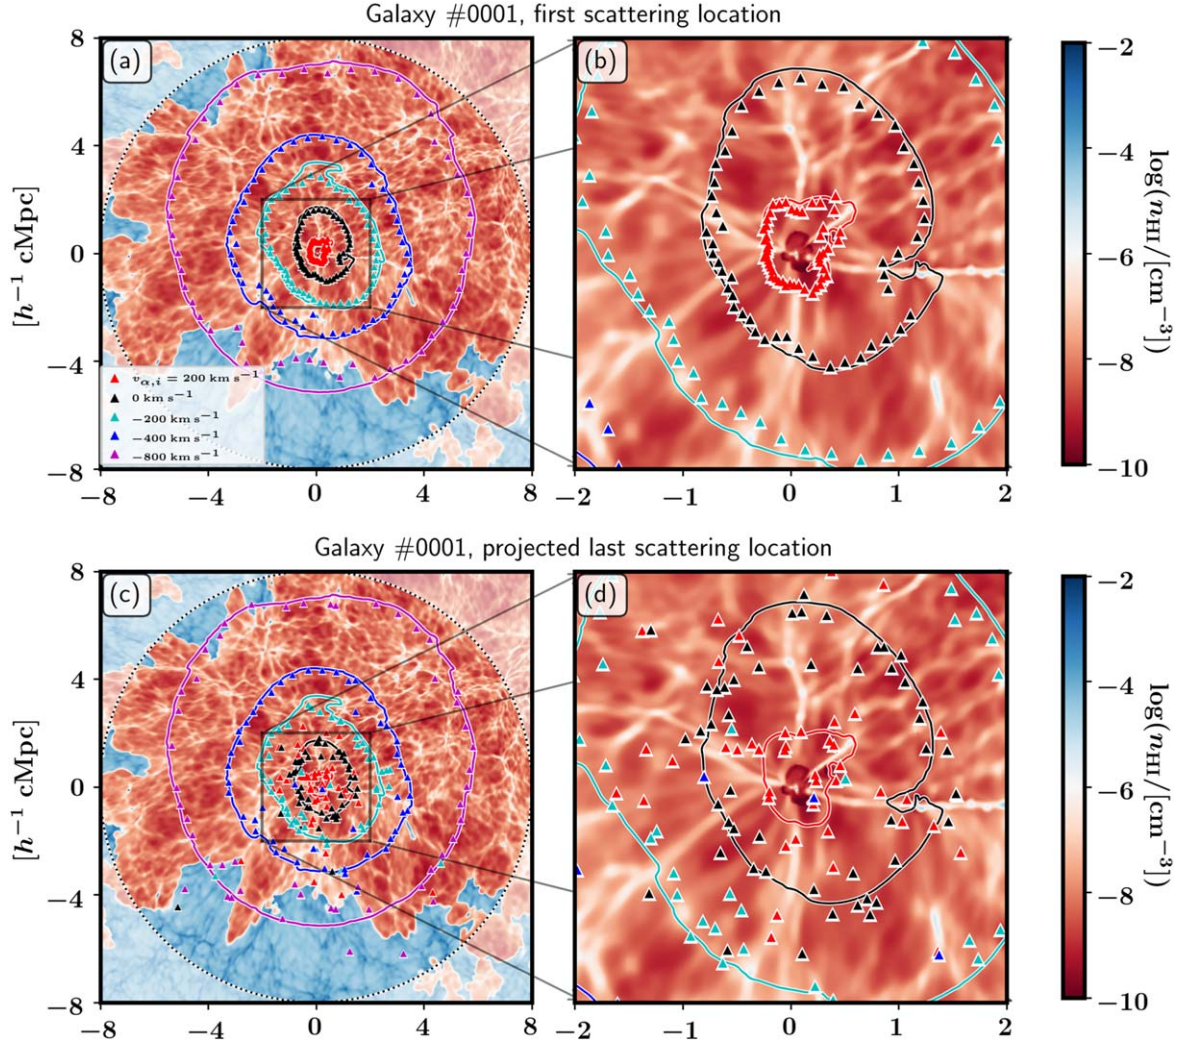 Galaxy #0001, first scattering location
(a)
(b)
8
4
0
−4
−8
[h⁻¹ cMpc]
v_{α,i} = 200 km s⁻¹
0 km s⁻¹
−200 km s⁻¹
−400 km s⁻¹
−800 km s⁻¹
−8 −4 0 4 8
−2 −1 0 1 2
−2
−4
−6
−8
−10
log(n_HI/[cm⁻³])
Galaxy #0001, projected last scattering location
(c)
(d)
8
4
0
−4
−8
[h⁻¹ cMpc]
−8 −4 0 4 8
−2 −1 0 1 2
−2
−4
−6
−8
−10
log(n_HI/[cm⁻³])